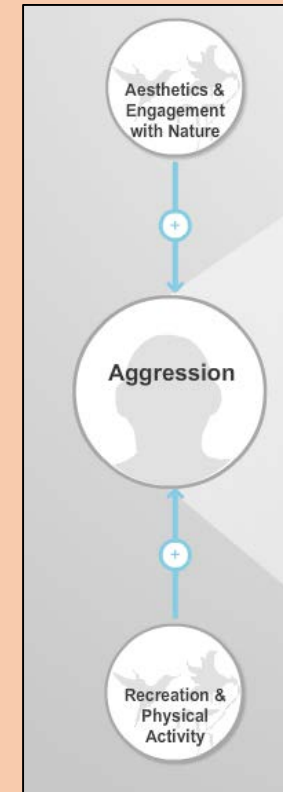 Aesthetics &
Engagement
with Nature
+
Aggression
+
Recreation &
Physical
Activity